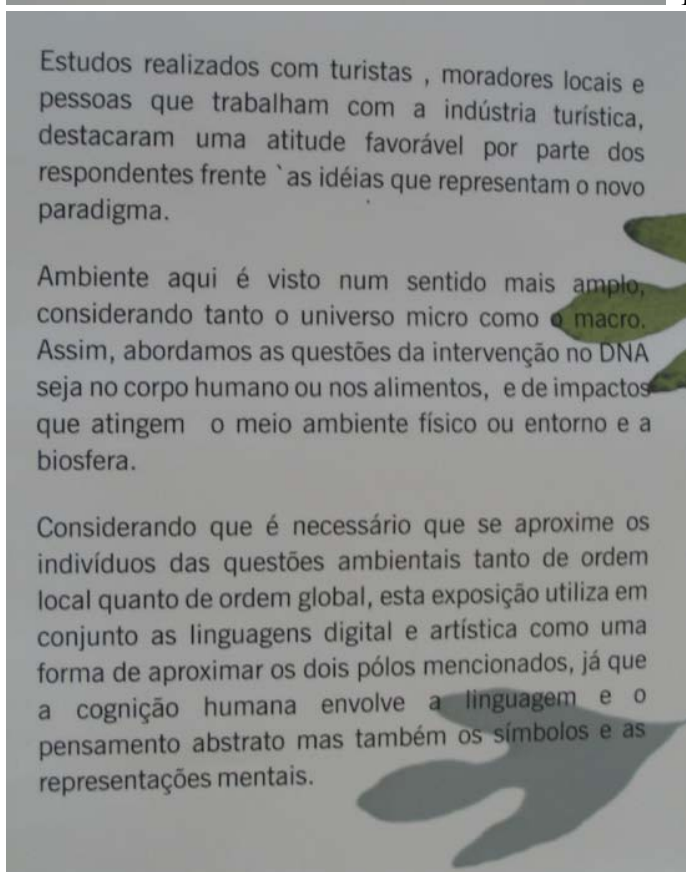 Estudos realizados com turistas , moradores locais e
pessoas que trabalham com a indústria turística,
destacaram uma atitude favorável por parte dos
respondentes frente `as idéias que representam o novo
paradigma.
Ambiente aqui é visto num sentido mais amplo,
considerando tanto o universo micro como o macro.
Assim, abordamos as questões da intervenção no DNA
seja no corpo humano ou nos alimentos, e de impactos
que atingem o meio ambiente físico ou entorno e a
biosfera.
Considerando que é necessário que se aproxime os
indivíduos das questões ambientais tanto de ordem
local quanto de ordem global, esta exposição utiliza em
conjunto as linguagens digital e artística como uma
forma de aproximar os dois pólos mencionados, já que
a cognição humana envolve a linguagem e o
pensamento abstrato mas também os símbolos e as
representações mentais.